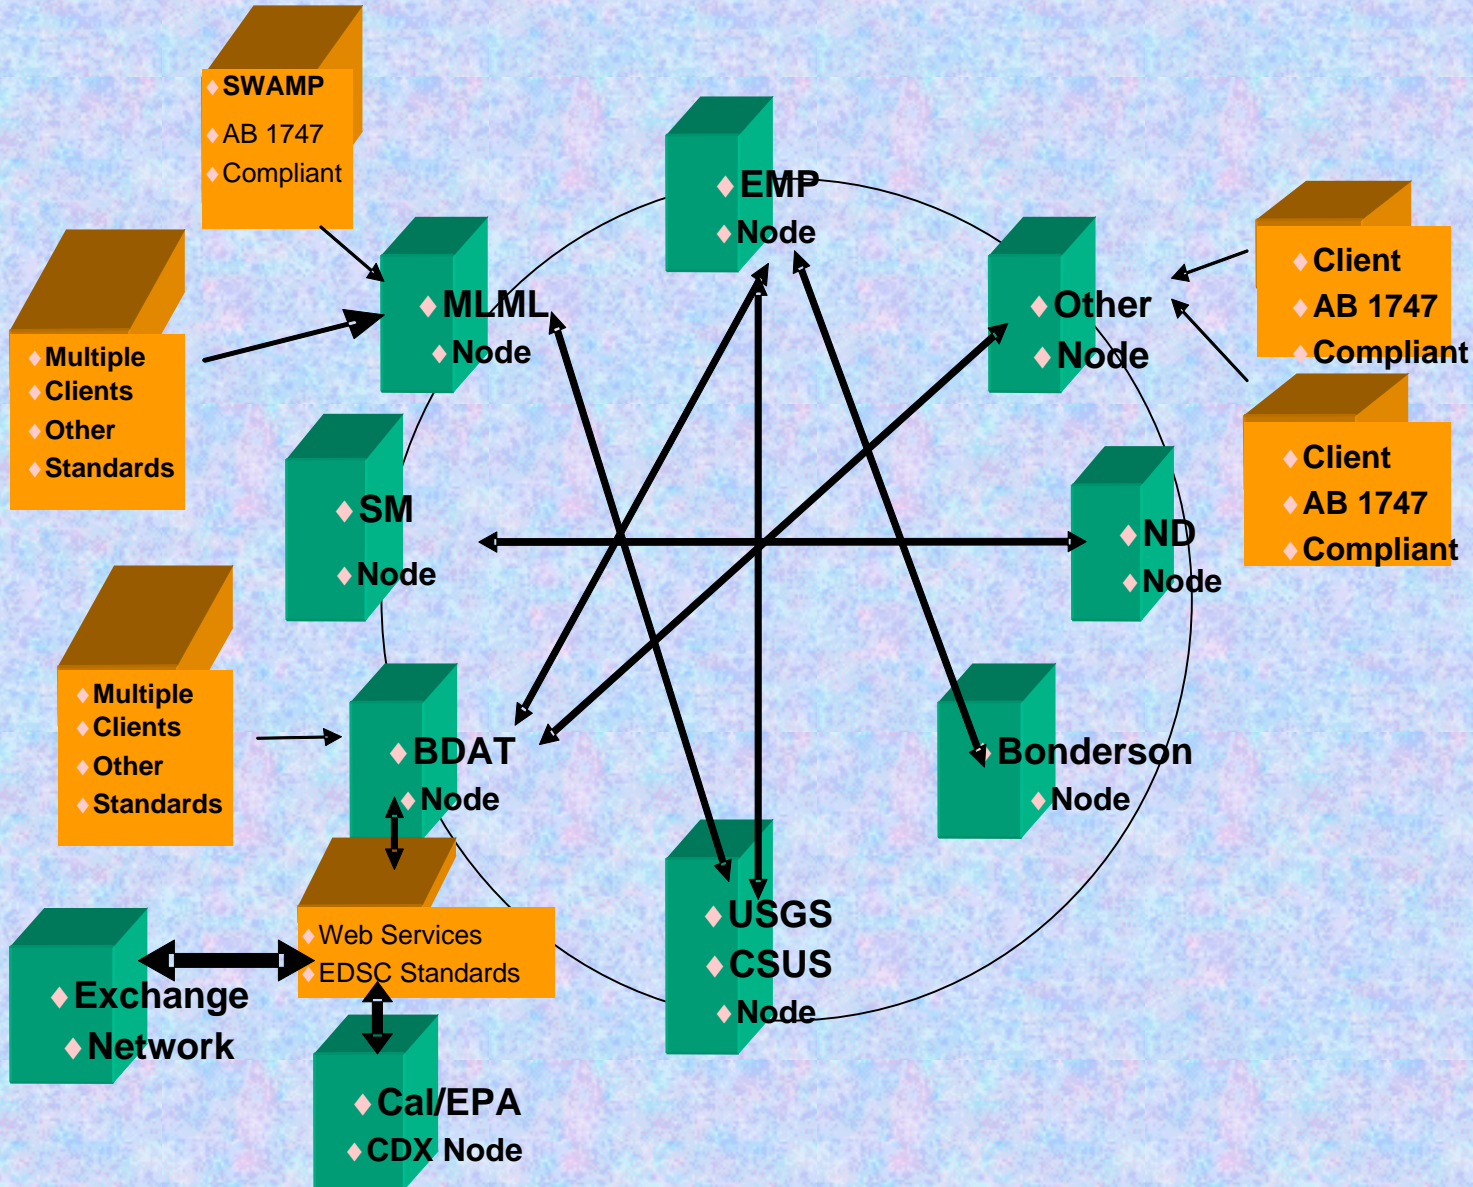 SWAMP
AB 1747
Compliant
EMP
Node
MLML
Node
Other
Node
Client
AB 1747
Compliant
Multiple
Clients
Other
Standards
Client
AB 1747
Compliant
SM
Node
ND
Node
Multiple
Clients
Other
Standards
BDAT
Node
Bonderson
Node
Web Services
EDSC Standards
USGS
CSUS
Node
Exchange
Network
Cal/EPA
CDX Node